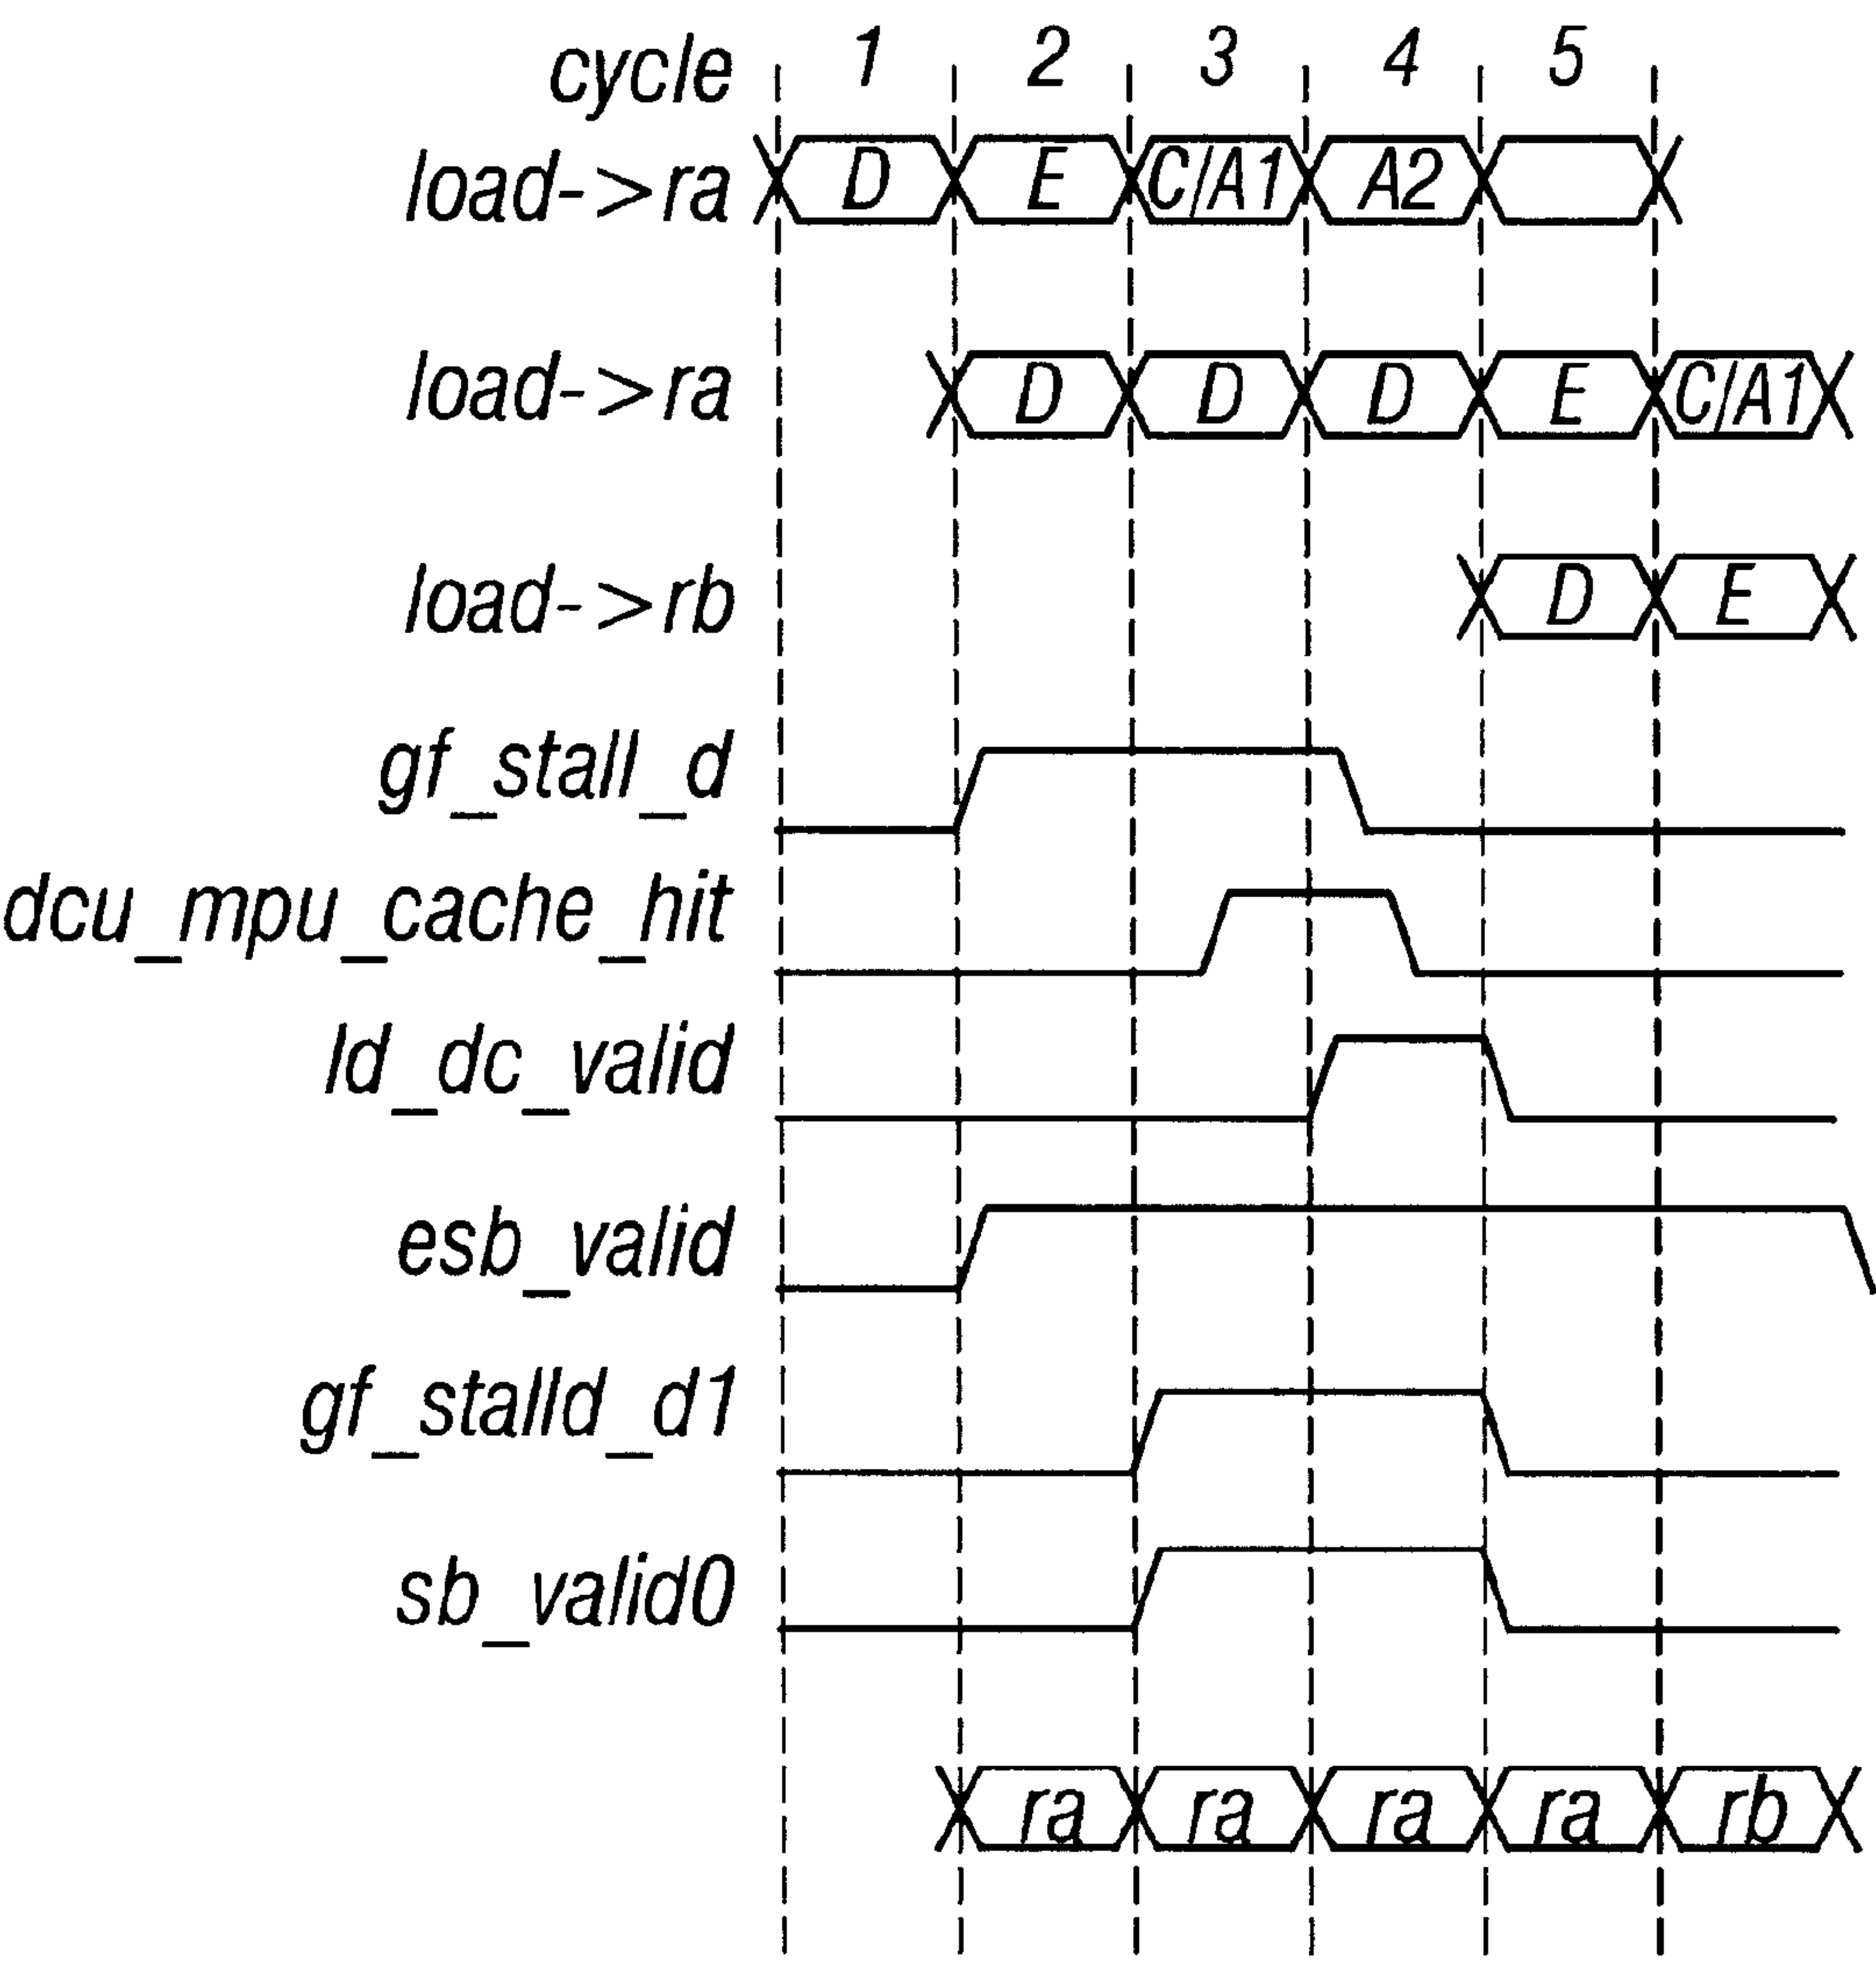 cycle 1 2 3 4 5
load->ra D E C/A1 A2
load->ra D D D E C/A1
load->rb D E
gf_stall_d
dcu_mpu_cache_hit
ld_dc_valid
esb_valid
gf_stalld_d1
sb_valid0
ra ra ra ra rb